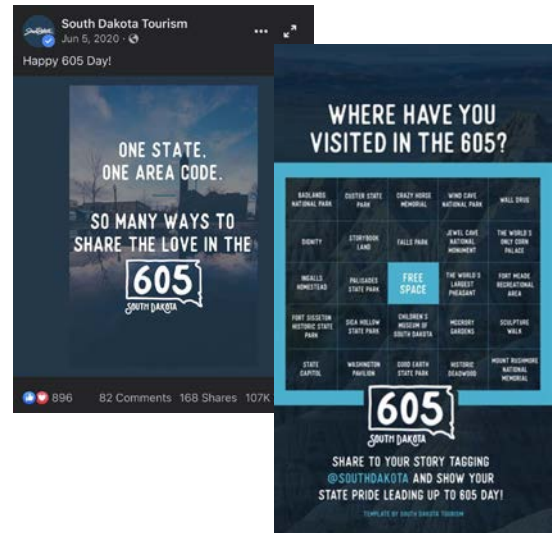 South Dakota Tourism
Jun 5, 2020 ·
Happy 605 Day!
ONE STATE.
ONE AREA CODE.
SO MANY WAYS TO
SHARE THE LOVE IN THE
605
SOUTH DAKOTA
896
82 Comments 168 Shares 107K
WHERE HAVE YOU
VISITED IN THE 605?
BADLANDS
NATIONAL PARK
CUSTER STATE
PARK
CRAZY HORSE
MEMORIAL
WIND CAVE
NATIONAL PARK
WALL DRUG
DIGNITY
STORYBOOK
LAND
FALLS PARK
JEWEL CAVE
NATIONAL
MONUMENT
THE WORLD'S
ONLY CORN
PALACE
INGALLS
HOMESTEAD
PALISADES
STATE PARK
FREE
SPACE
THE WORLD'S
LARGEST
PHEASANT
FORT MEADE
RECREATIONAL
AREA
FORT SISSETON
HISTORIC STATE
PARK
SICA HOLLOW
STATE PARK
CHILDREN'S
MUSEUM OF
SOUTH DAKOTA
MCCRORY
GARDENS
SCULPTURE
WALK
STATE
CAPITOL
WASHINGTON
PAVILION
GOOD EARTH
STATE PARK
HISTORIC
DEADWOOD
MOUNT RUSHMORE
NATIONAL
MEMORIAL
605
SOUTH DAKOTA
SHARE TO YOUR STORY TAGGING
@SOUTHDAKOTA AND SHOW YOUR
STATE PRIDE LEADING UP TO 605 DAY!
TEMPLATE BY SOUTH DAKOTA TOURISM